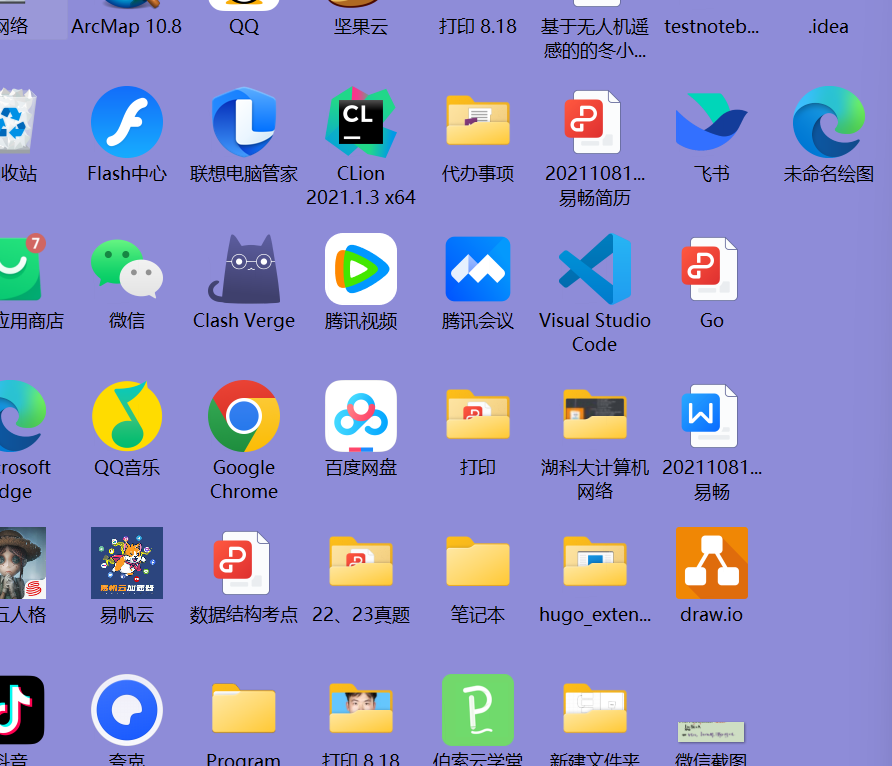 网络
ArcMap 10.8
QQ
坚果云
打印 8.18
基于无人机遥
感的的冬小...
testnoteb...
.idea
收站
Flash中心
联想电脑管家
CL
CLion
2021.1.3 x64
代办事项
20211081...
易畅简历
飞书
未命名绘图
7
应用商店
微信
Clash Verge
腾讯视频
腾讯会议
Visual Studio
Code
Go
crosoft
dge
QQ音乐
Google
Chrome
百度网盘
打印
湖科大计算机
网络
W
20211081...
易畅
五人格
易帆云加速器
易帆云
数据结构考点
22、23真题
笔记本
hugo_exten...
draw.io
抖音
夸克
Program
打印 8.18
伯索云学堂
新建文件夹
微信截图